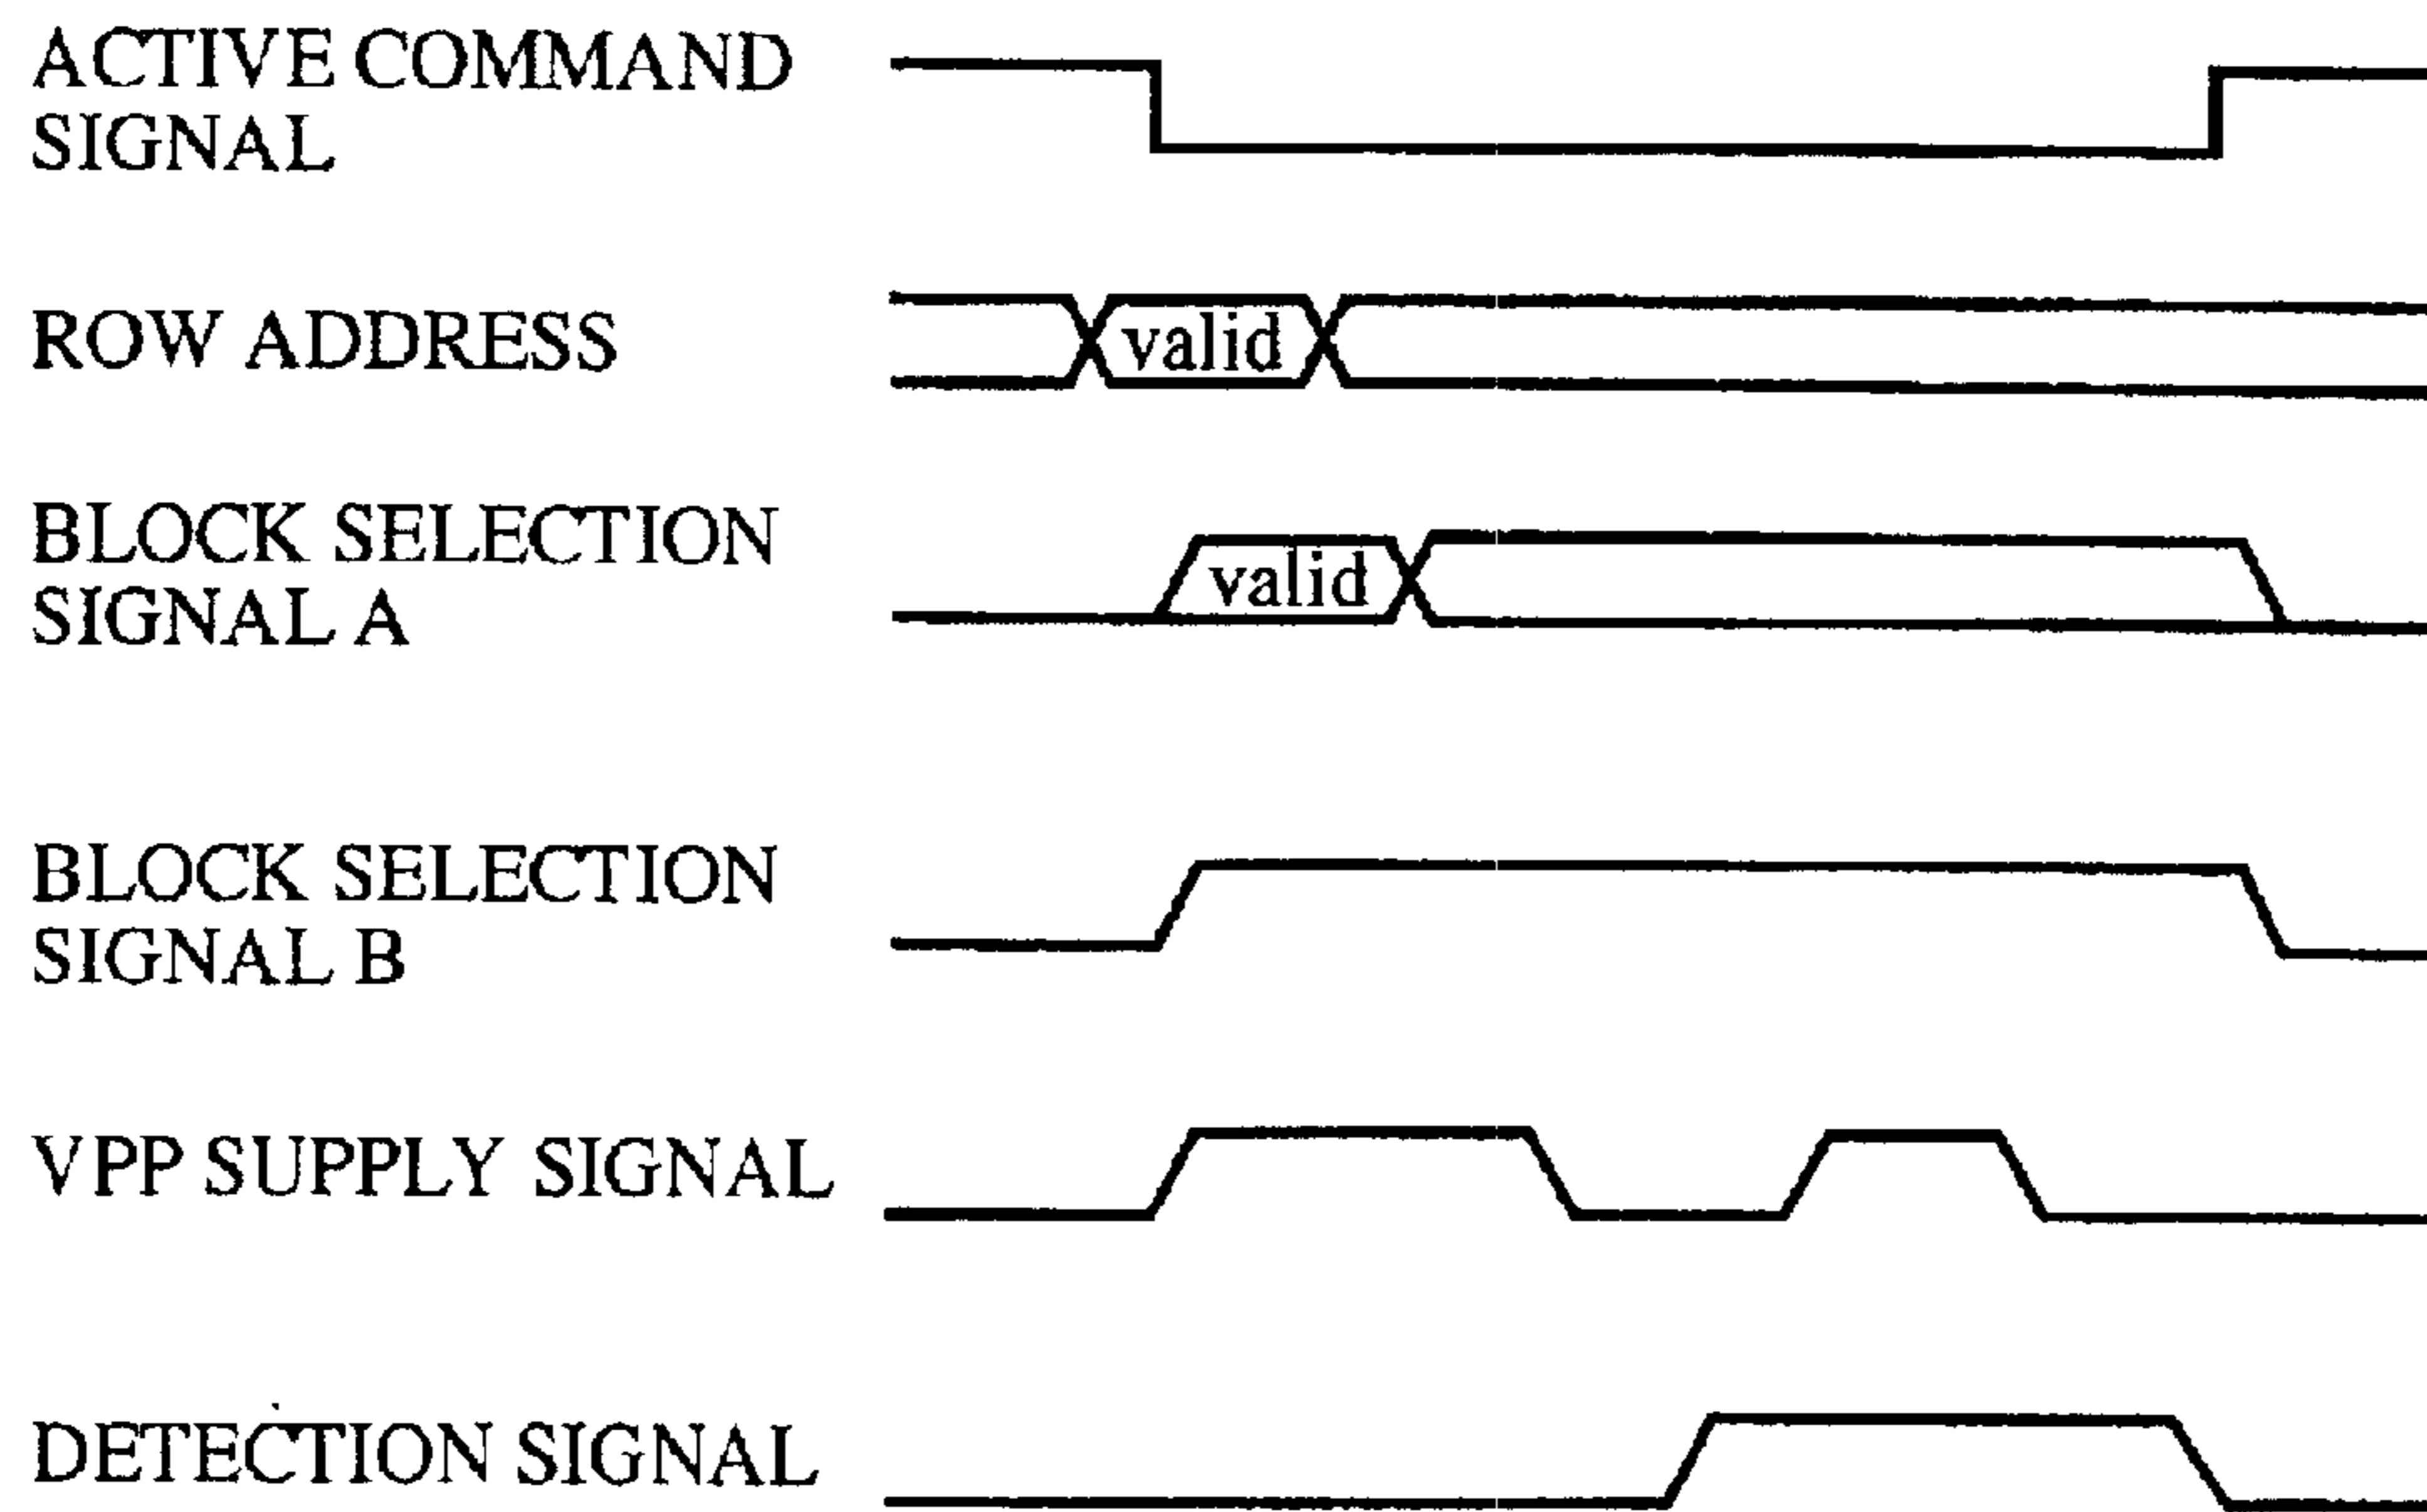 ACTIVE COMMAND
SIGNAL
ROW ADDRESS
valid
BLOCK SELECTION
SIGNAL A
valid
BLOCK SELECTION
SIGNAL B
VPP SUPPLY SIGNAL
DETECTION SIGNAL